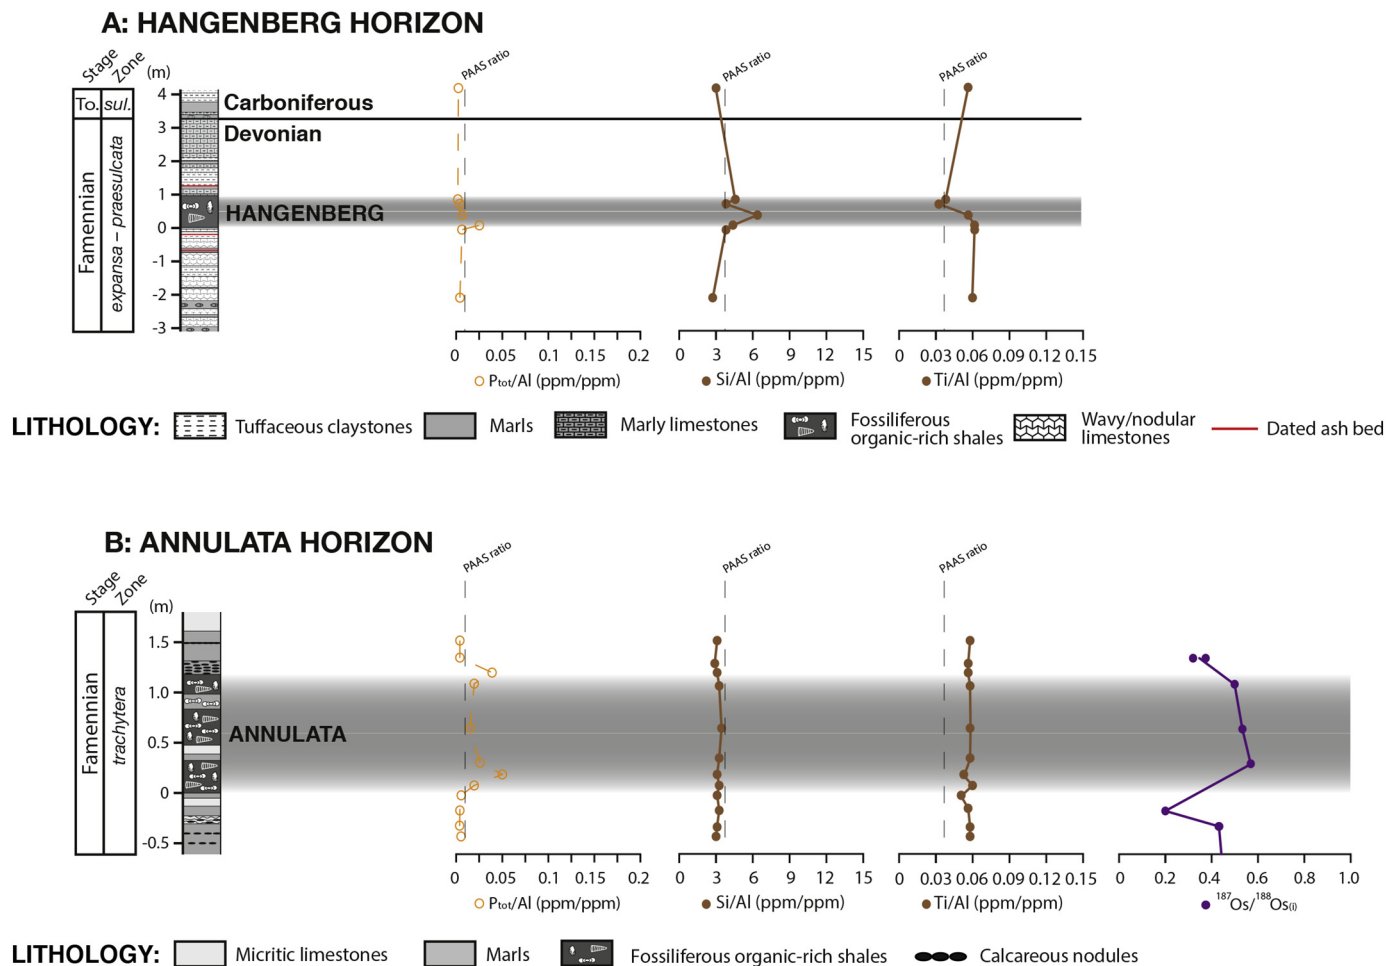 A: HANGENBERG HORIZON
Stage
Zone
(m)
PAAS ratio
PAAS ratio
PAAS ratio
To.
sul.
Famennian
expansa – praesulcata
4
3
2
1
0
-1
-2
-3
Carboniferous
Devonian
HANGENBERG
0 0.05 0.1 0.15 0.2
Ptot/Al (ppm/ppm)
0 3 6 9 12 15
Si/Al (ppm/ppm)
0 0.03 0.06 0.09 0.12 0.15
Ti/Al (ppm/ppm)
LITHOLOGY:
Tuffaceous claystones
Marls
Marly limestones
Fossiliferous
organic-rich shales
Wavy/nodular
limestones
Dated ash bed
B: ANNULATA HORIZON
Stage
Zone
(m)
PAAS ratio
PAAS ratio
PAAS ratio
Famennian
trachytera
1.5
1.0
0.5
0
-0.5
ANNULATA
0 0.05 0.1 0.15 0.2
Ptot/Al (ppm/ppm)
0 3 6 9 12 15
Si/Al (ppm/ppm)
0 0.03 0.06 0.09 0.12 0.15
Ti/Al (ppm/ppm)
0 0.2 0.4 0.6 0.8 1.0
187Os/188Os(i)
LITHOLOGY:
Micritic limestones
Marls
Fossiliferous organic-rich shales
Calcareous nodules